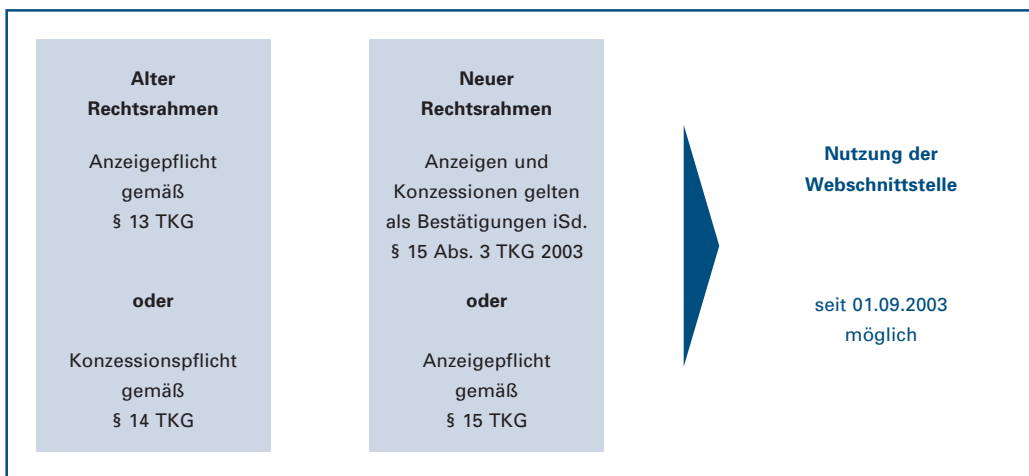 Alter
Rechtsrahmen
Anzeigepflicht
gemäß
§ 13 TKG
oder
Konzessionspflicht
gemäß
§ 14 TKG
Neuer
Rechtsrahmen
Anzeigen und
Konzessionen gelten
als Bestätigungen iSd.
§ 15 Abs. 3 TKG 2003
oder
Anzeigepflicht
gemäß
§ 15 TKG
Nutzung der
Webschnittstelle
seit 01.09.2003
möglich